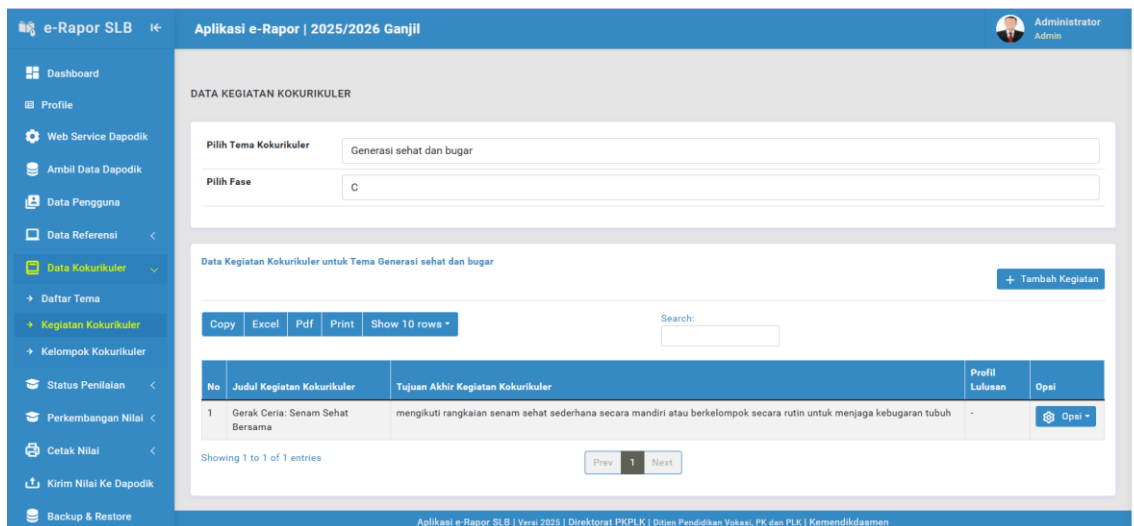 e-Rapor SLB
Aplikasi e-Rapor | 2025/2026 Ganjil
Administrator
Admin
Dashboard
Profile
Web Service Dapodik
Ambil Data Dapodik
Data Pengguna
Data Referensi
Data Kokurikuler
Daftar Tema
Kegiatan Kokurikuler
Kelompok Kokurikuler
Status Penilaian
Perkembangan Nilai
Cetak Nilai
Kirim Nilai Ke Dapodik
Backup & Restore
DATA KEGIATAN KOKURIKULER
Pilih Tema Kokurikuler
Generasi sehat dan bugar
Pilih Fase
C
Data Kegiatan Kokurikuler untuk Tema Generasi sehat dan bugar
+ Tambah Kegiatan
Copy Excel Pdf Print Show 10 rows
Search:
No Judul Kegiatan Kokurikuler Tujuan Akhir Kegiatan Kokurikuler Profil Lulusan Opsi
1 Gerak Ceria: Senam Sehat Bersama mengikuti rangkaian senam sehat sederhana secara mandiri atau berkelompok secara rutin untuk menjaga kebugaran tubuh - Opsi
Showing 1 to 1 of 1 entries
Prev 1 Next
Aplikasi e-Rapor SLB | Versi 2025 | Direktorat PKPLK | Ditjen Pendidikan Vokasi, PK dan PLK | Kemendikdasmen